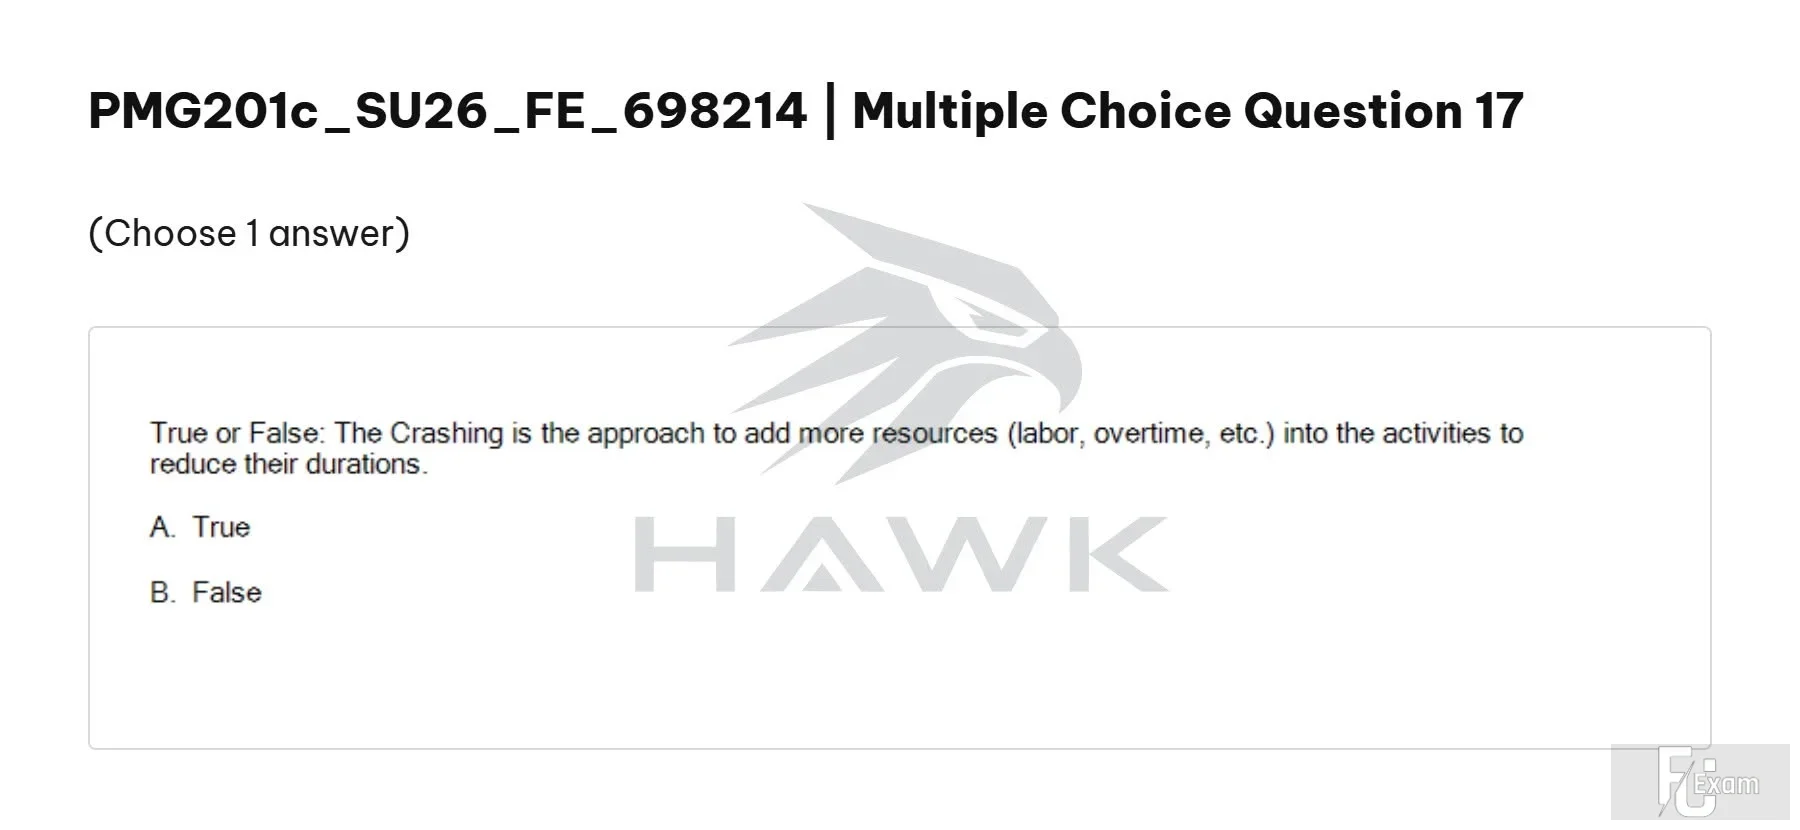 PMG201c_SU26_FE_698214 | Multiple Choice Question 17
(Choose 1 answer)
True or False: The Crashing is the approach to add more resources (labor, overtime, etc.) into the activities to
reduce their durations.
A. True
B. False
HAWK
FC Exam